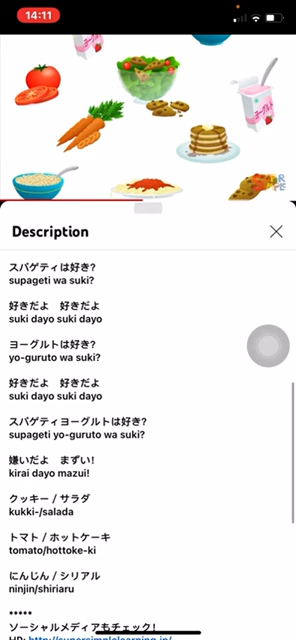 14:11
ヨーグルト
Description
スパゲティは好き?
supageti wa suki?
好きだよ　好きだよ
suki dayo suki dayo
ヨーグルトは好き?
yo-guruto wa suki?
好きだよ　好きだよ
suki dayo suki dayo
スパゲティヨーグルトは好き?
supageti yo-guruto wa suki?
嫌いだよ　まずい!
kirai dayo mazui!
クッキー / サラダ
kukki-/salada
トマト / ホットケーキ
tomato/hottoke-ki
にんじん / シリアル
ninjin/shiriaru
•••••
ソーシャルメディアもチェック!
HP: http://supersimplelearning.jp/